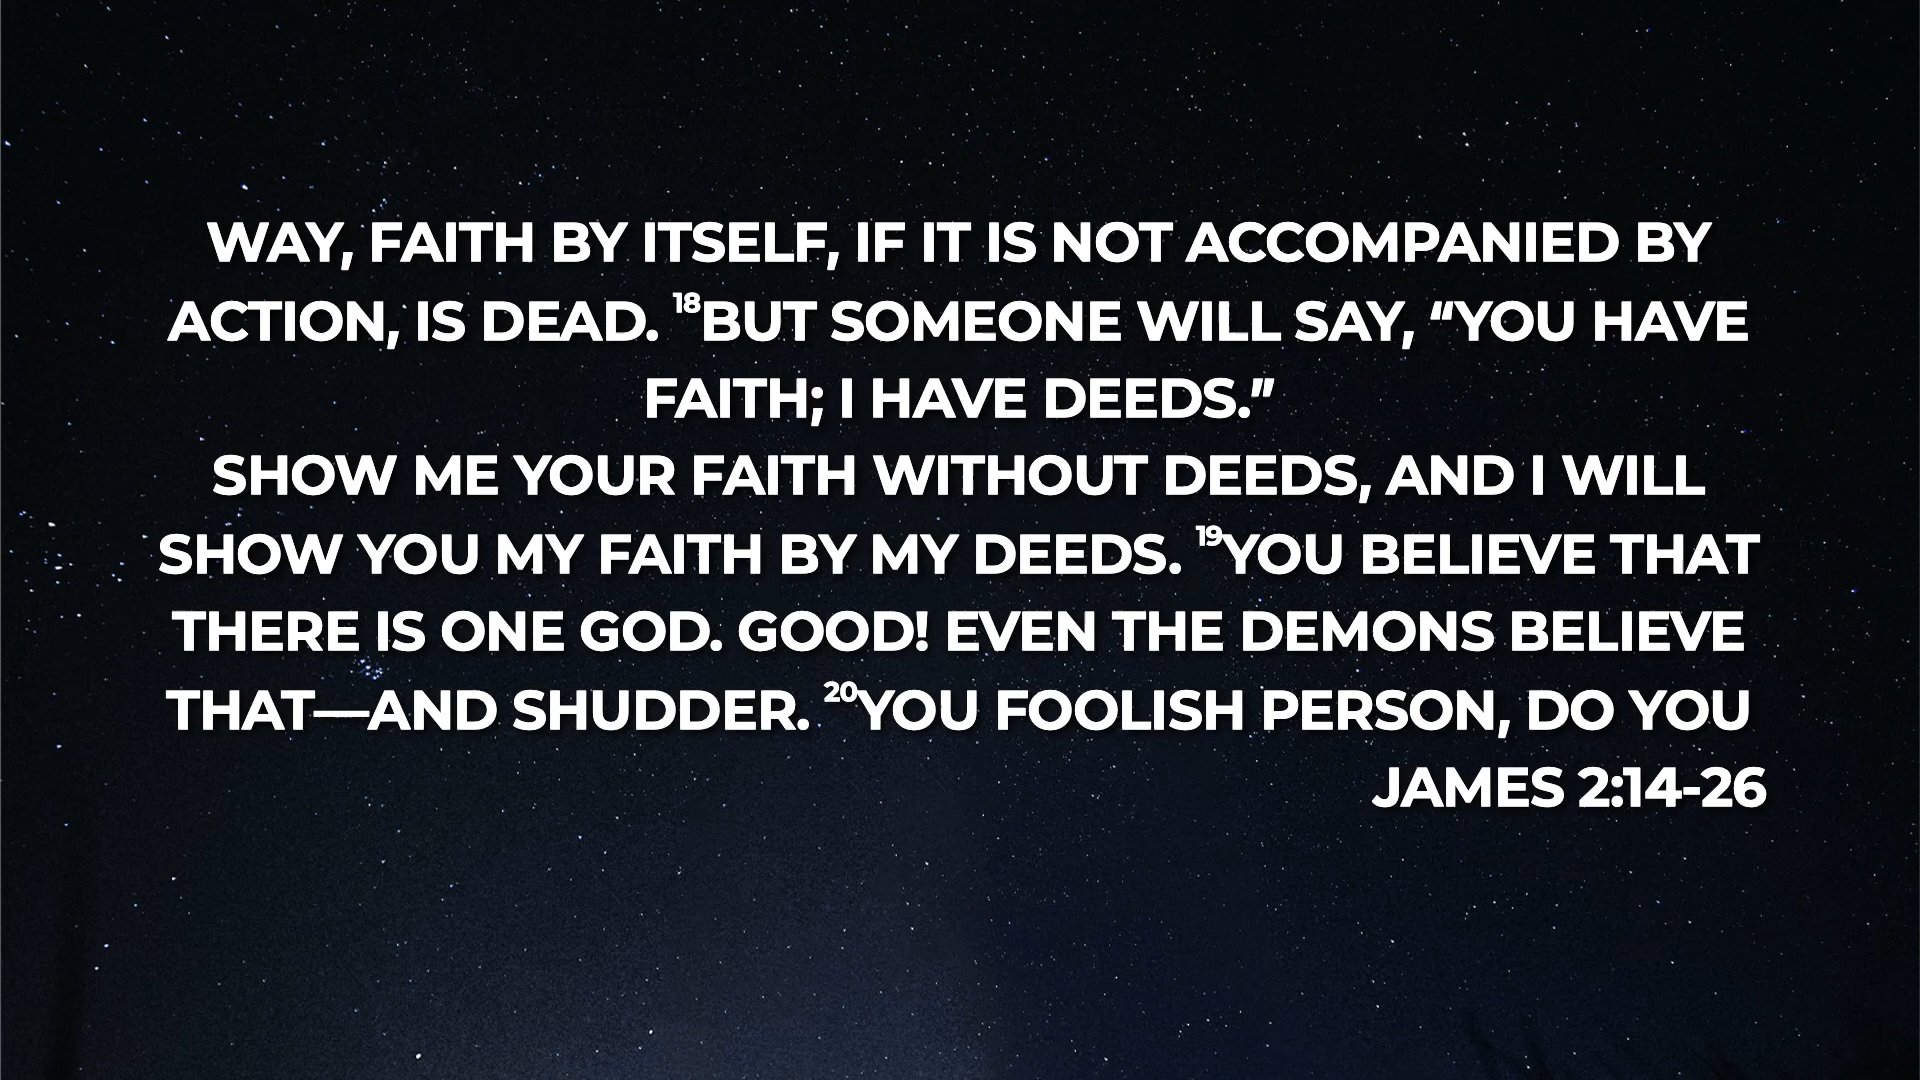 WAY, FAITH BY ITSELF, IF IT IS NOT ACCOMPANIED BY
ACTION, IS DEAD. ¹⁸BUT SOMEONE WILL SAY, “YOU HAVE
FAITH; I HAVE DEEDS.”
SHOW ME YOUR FAITH WITHOUT DEEDS, AND I WILL
SHOW YOU MY FAITH BY MY DEEDS. ¹⁹YOU BELIEVE THAT
THERE IS ONE GOD. GOOD! EVEN THE DEMONS BELIEVE
THAT—AND SHUDDER. ²⁰YOU FOOLISH PERSON, DO YOU
JAMES 2:14-26